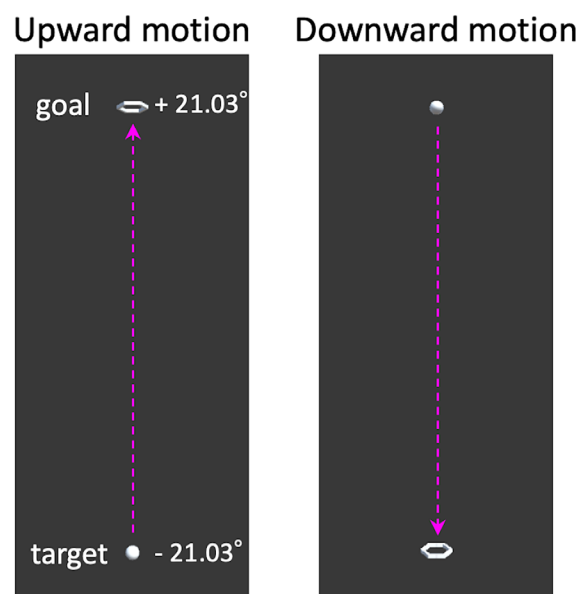 Upward motion
Downward motion
goal
+ 21.03°
target
- 21.03°